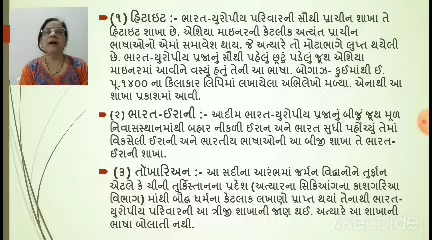 (૧) હિટ્ટાઇટ :- ભારત-યુરોપીય પરિવારની સૌથી પ્રાચીન શાખા તે
હિટાઇટ શાખા છે. એશિયા માઇનરની કેટલીક અત્યંત પ્રાચીન
ભાષાઓનો એમાં સમાવેશ થાય. જે અત્યારે તો મોટાભાગે લુપ્ત થયેલી
છે. ભારત-યુરોપીય પ્રજાનું સૌથી પહેલું છૂટું પડેલું જૂથ એશિયા
માઇનરમાં આવીને વસ્યું હતું તેની આ ભાષા. બોગાઝ- કુઈમાંથી ઈ.
પૂ.૧૪૦૦ ના કિલાકાર લિપિમાં લખાયેલા અભિલેખો મળ્યા. એનાથી આ
શાખા પ્રકાશમાં આવી.
(૨) ભારત-ઈરાની :- આદીમ ભારત-યુરોપીય પ્રજાનું બીજું જૂથ મૂળ
નિવાસસ્થાનમાંથી બહાર નીકળી ઈરાન અને ભારત સુધી પહોંચ્યું તેમાં
વિકસેલી ઈરાની અને ભારતીય ભાષાઓની આ બીજી શાખા તે ભારત-
ઈરાની શાખા.
(૩) તૉખારિઅન :- આ સદીના આરંભમાં જર્મન વિદ્વાનોને તુર્ફાન
એટલે કે ચીની તુર્કિસ્તાનના પ્રદેશ (અત્યારના સિકિઆંગના કાશગરિઆ
વિભાગ) માંથી બૌદ્ધ ધર્મના કેટલાક લખાણો પ્રાપ્ત થયાં તેનાથી ભારત-
યુરોપીય પરિવારની આ ત્રીજી શાખાની જાણ થઈ. અત્યારે આ શાખાની
ભાષા બોલાતી નથી.